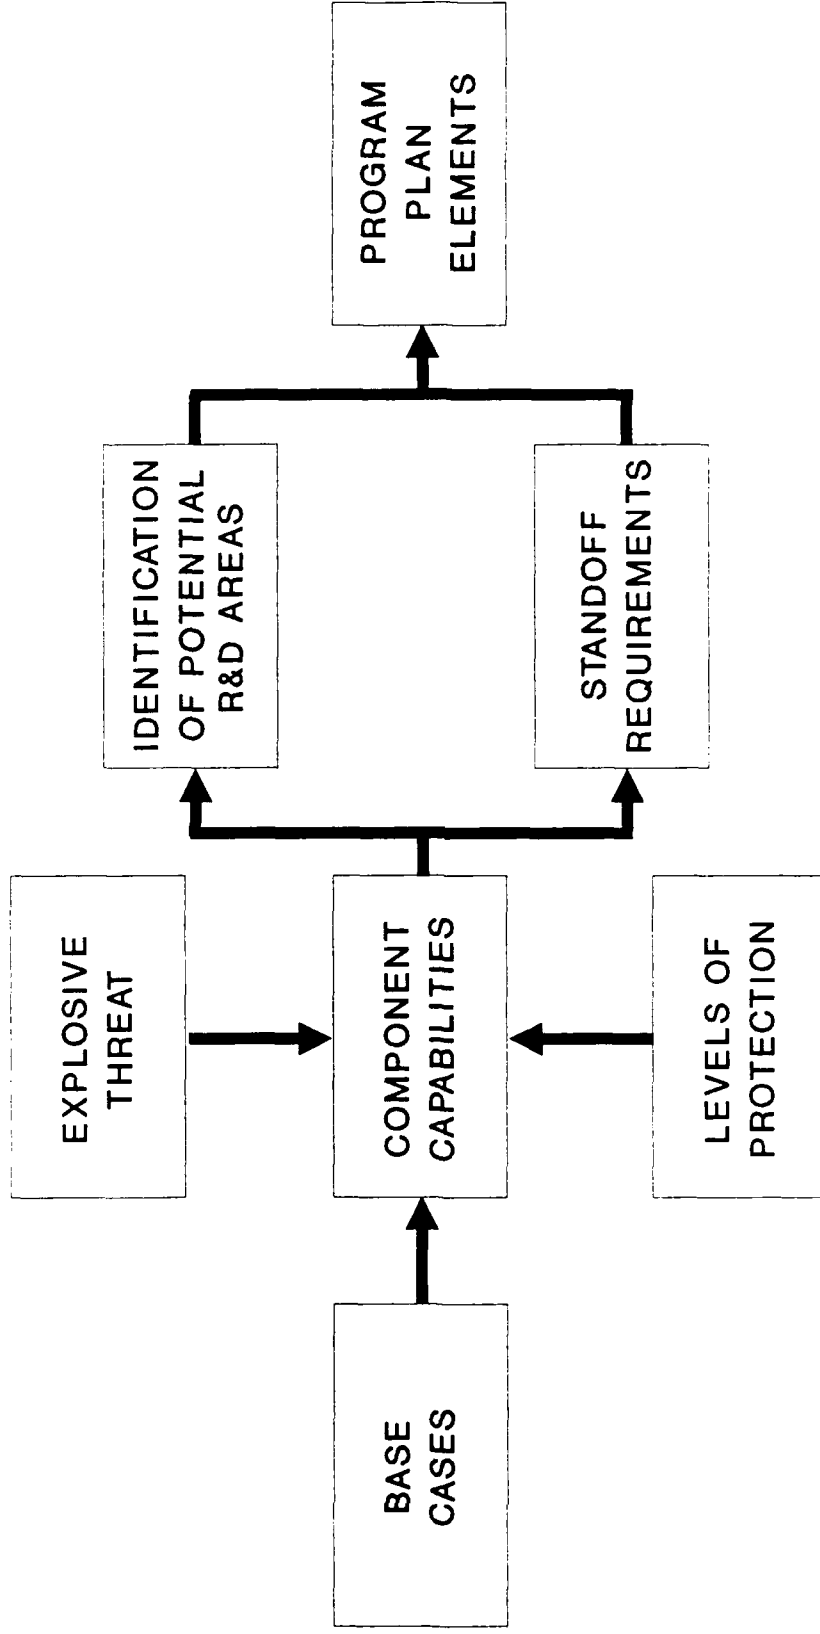 EXPLOSIVE
THREAT
BASE
CASES
COMPONENT
CAPABILITIES
LEVELS OF
PROTECTION
IDENTIFICATION
OF POTENTIAL
R&D AREAS
STANDOFF
REQUIREMENTS
PROGRAM
PLAN
ELEMENTS